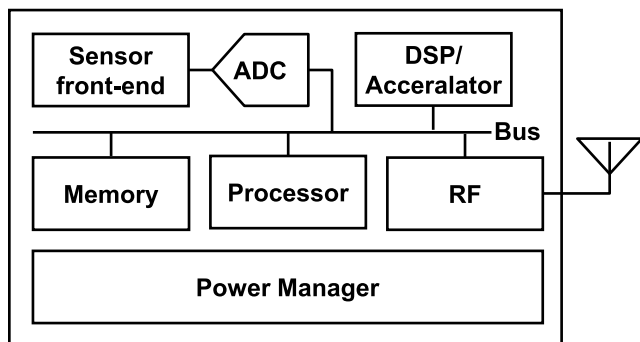 Sensor
front-end
ADC
DSP/
Acceralator
Bus
Memory
Processor
RF
Power Manager